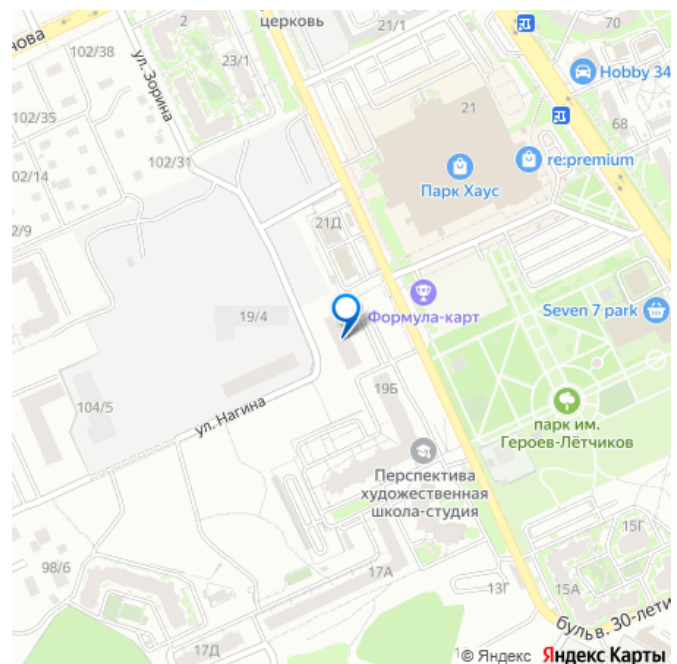 церковь
21/1
70
нова
102/38
2
23/1
Hobby 34
ул. Зорина
102/35
21
68
102/31
re:premium
02/14
Парк Хаус
2/9
21Д
19/4
Формула-карт
Seven 7 park
19Б
104/5
ул. Нагина
парк им.
Героев-Лётчиков
Перспектива
художественная
школа-студия
15Г
98/6
17А
13Г
15А
бульв. 30-лети
17Д
1
© Яндекс Яндекс Карты